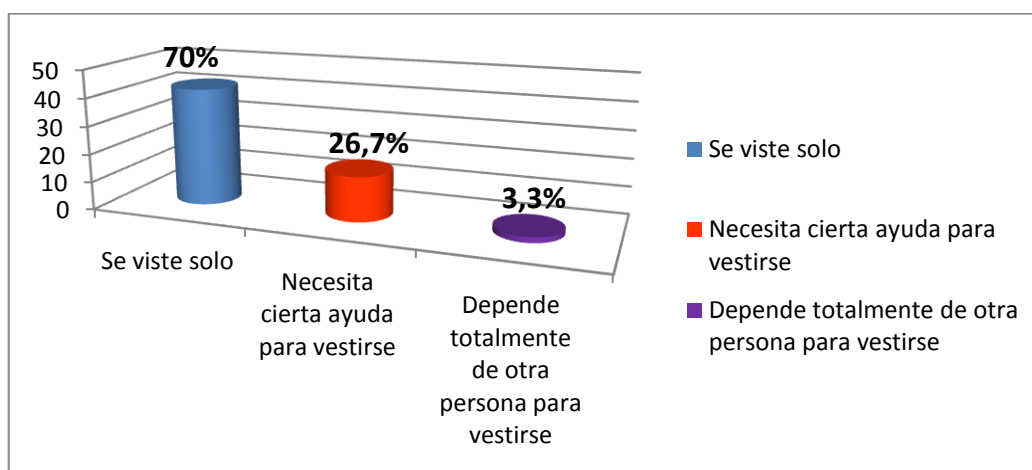 70%
26,7%
3,3%
50
40
30
20
10
0
Se viste solo
Necesita
cierta ayuda
para vestirse
Depende
totalmente
de otra
persona para
vestirse
Se viste solo
Necesita cierta ayuda para
vestirse
Depende totalmente de otra
persona para vestirse